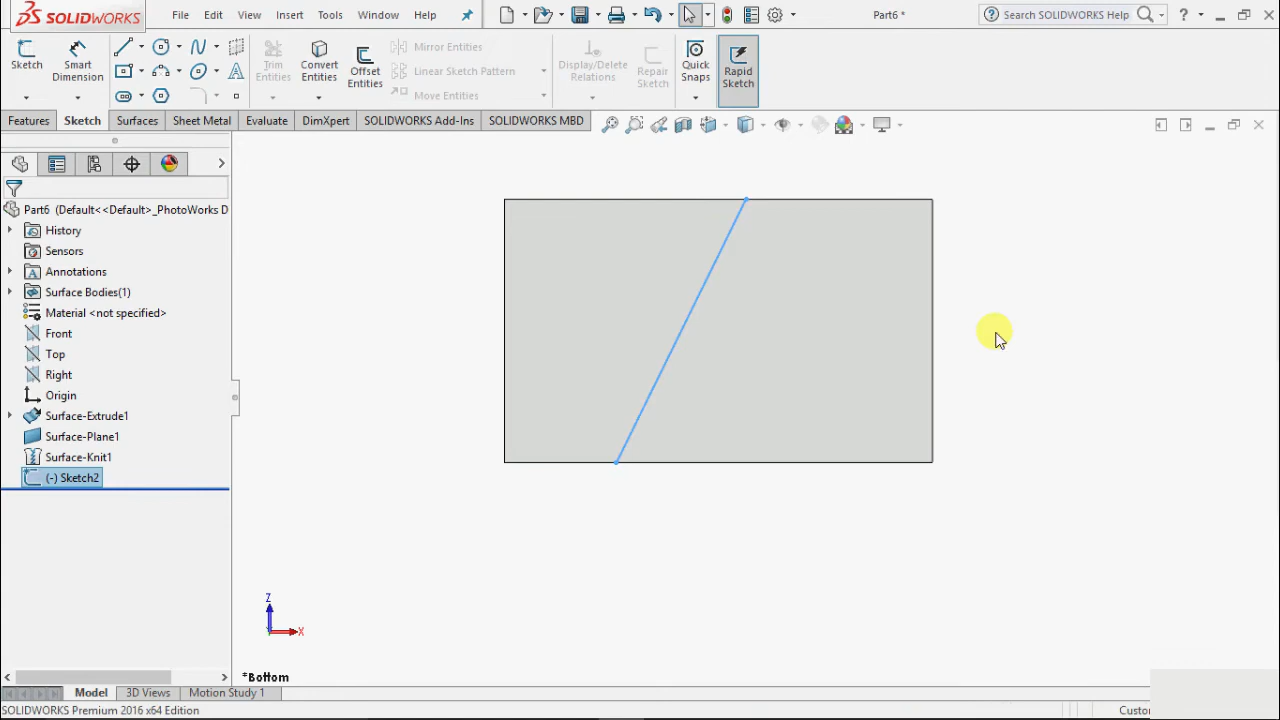 SOLIDWORKS File Edit View Insert Tools Window Help Part6 * Search SOLIDWORKS Help ?
Sketch Smart Dimension Trim Entities Convert Entities Offset Entities Mirror Entities Linear Sketch Pattern Move Entities Display/Delete Relations Repair Sketch Quick Snaps Rapid Sketch
Features Sketch Surfaces Sheet Metal Evaluate DimXpert SOLIDWORKS Add-Ins SOLIDWORKS MBD
Part6 (Default<<Default>_PhotoWorks D
History
Sensors
Annotations
Surface Bodies(1)
Material <not specified>
Front
Top
Right
Origin
Surface-Extrude1
Surface-Plane1
Surface-Knit1
(-) Sketch2
Z
X
*Bottom
Model 3D Views Motion Study 1
SOLIDWORKS Premium 2016 x64 Edition Custo